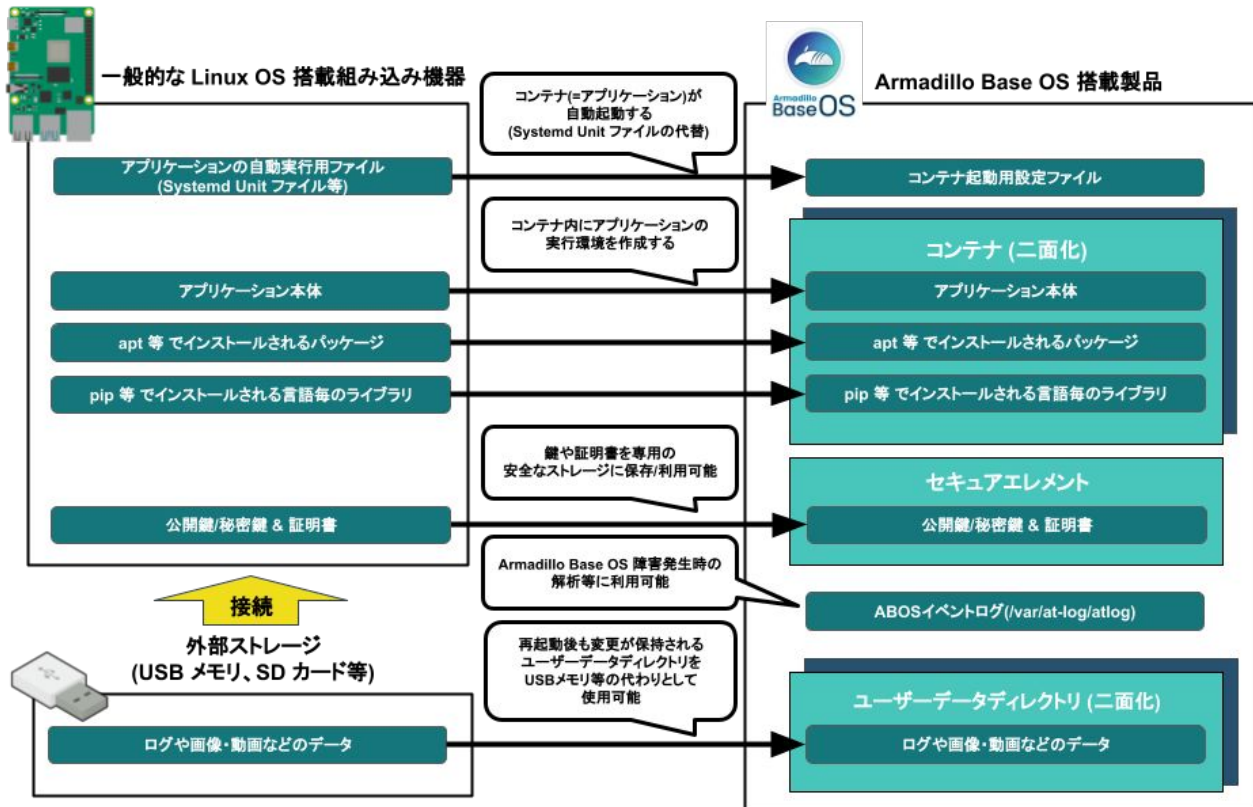 一般的な Linux OS 搭載組み込み機器
Armadillo
Base OS
Armadillo Base OS 搭載製品
コンテナ(=アプリケーション)が
自動起動する
(Systemd Unit ファイルの代替)
アプリケーションの自動実行用ファイル
(Systemd Unit ファイル等)
コンテナ起動用設定ファイル
コンテナ内にアプリケーションの
実行環境を作成する
コンテナ (二面化)
アプリケーション本体
アプリケーション本体
apt 等 でインストールされるパッケージ
apt 等 でインストールされるパッケージ
pip 等 でインストールされる言語毎のライブラリ
pip 等 でインストールされる言語毎のライブラリ
鍵や証明書を専用の
安全なストレージに保存/利用可能
セキュアエレメント
公開鍵/秘密鍵 & 証明書
公開鍵/秘密鍵 & 証明書
Armadillo Base OS 障害発生時の
解析等に利用可能
ABOSイベントログ(/var/at-log/atlog)
接続
外部ストレージ
(USB メモリ、SD カード等)
再起動後も変更が保持される
ユーザーデータディレクトリを
USBメモリ等の代わりとして
使用可能
ユーザーデータディレクトリ (二面化)
ログや画像・動画などのデータ
ログや画像・動画などのデータ